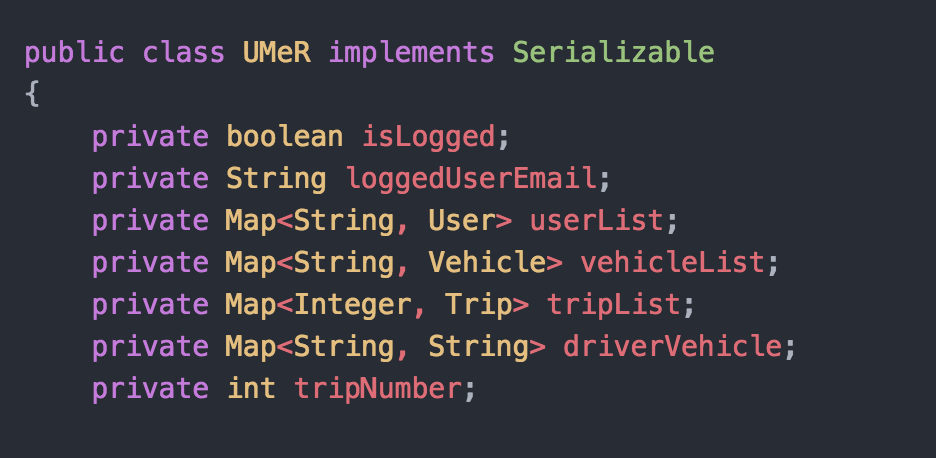 public class UMeR implements Serializable
{
    private boolean isLogged;
    private String loggedUserEmail;
    private Map<String, User> userList;
    private Map<String, Vehicle> vehicleList;
    private Map<Integer, Trip> tripList;
    private Map<String, String> driverVehicle;
    private int tripNumber;